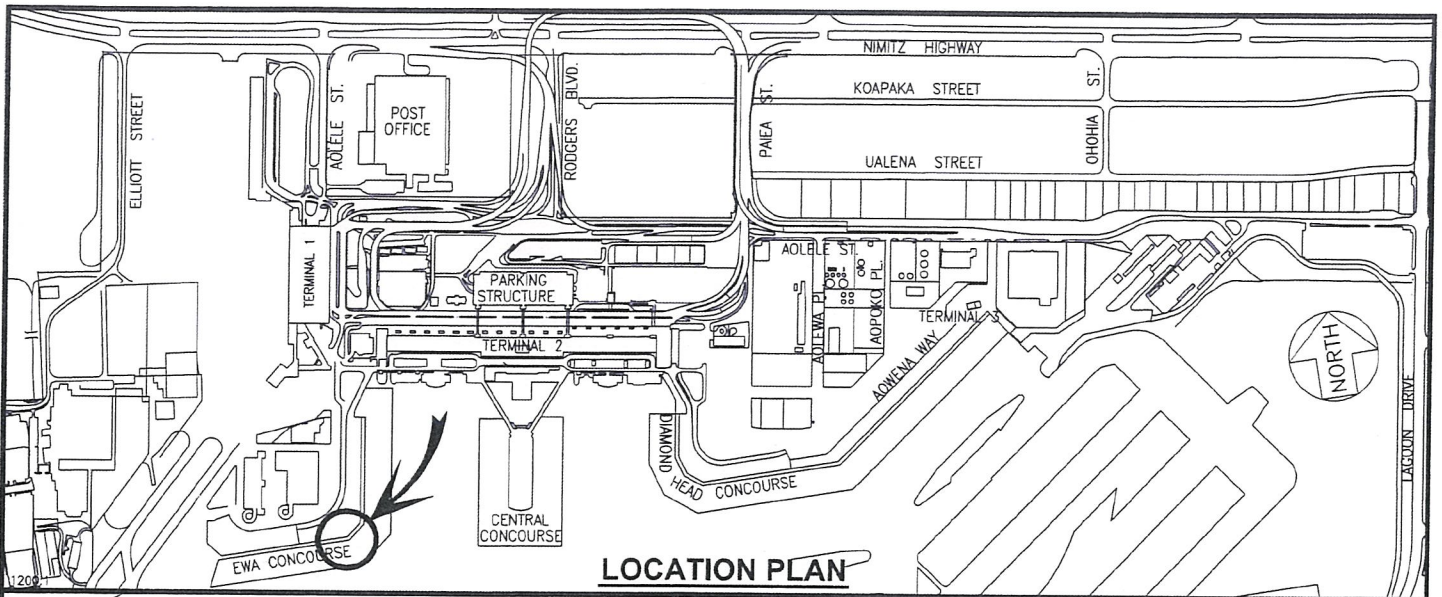 NIMITZ HIGHWAY
KOAPAKA STREET
UALENA STREET
ELLIOTT STREET
AOLELE ST.
POST
OFFICE
RODGERS BLVD.
PAIEA ST.
OHOHIA ST.
TERMINAL 1
PARKING
STRUCTURE
TERMINAL 2
AOLELE ST.
AOLEWA PL.
AOPOKO PL.
TERMINAL 3
AOWENA WAY
NORTH
LAGOON DRIVE
DIAMOND
HEAD CONCOURSE
CENTRAL
CONCOURSE
EWA CONCOURSE
LOCATION PLAN